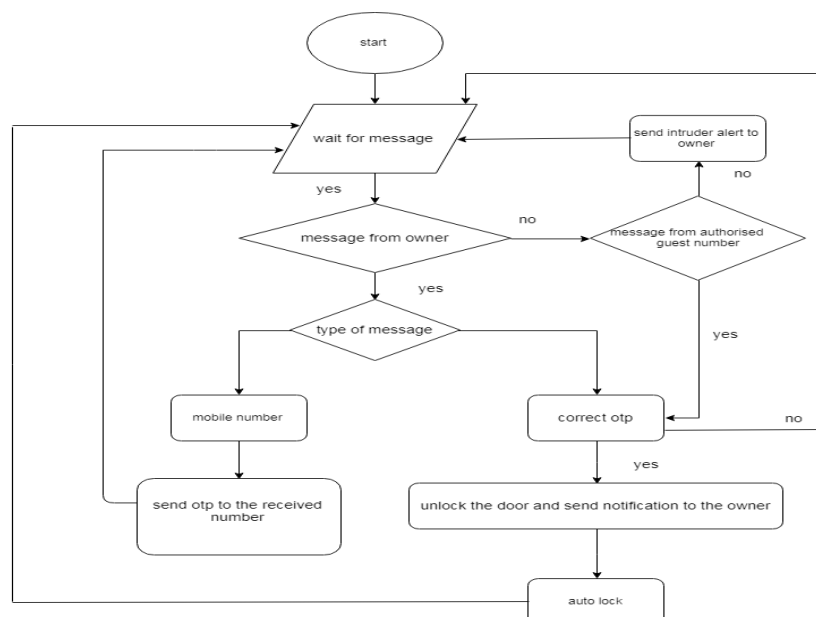 start
wait for message
send intruder alert to
owner
yes
no
message from owner
no
message from authorised
guest number
yes
type of message
yes
mobile number
correct otp
no
yes
send otp to the received
number
unlock the door and send notification to the owner
auto lock